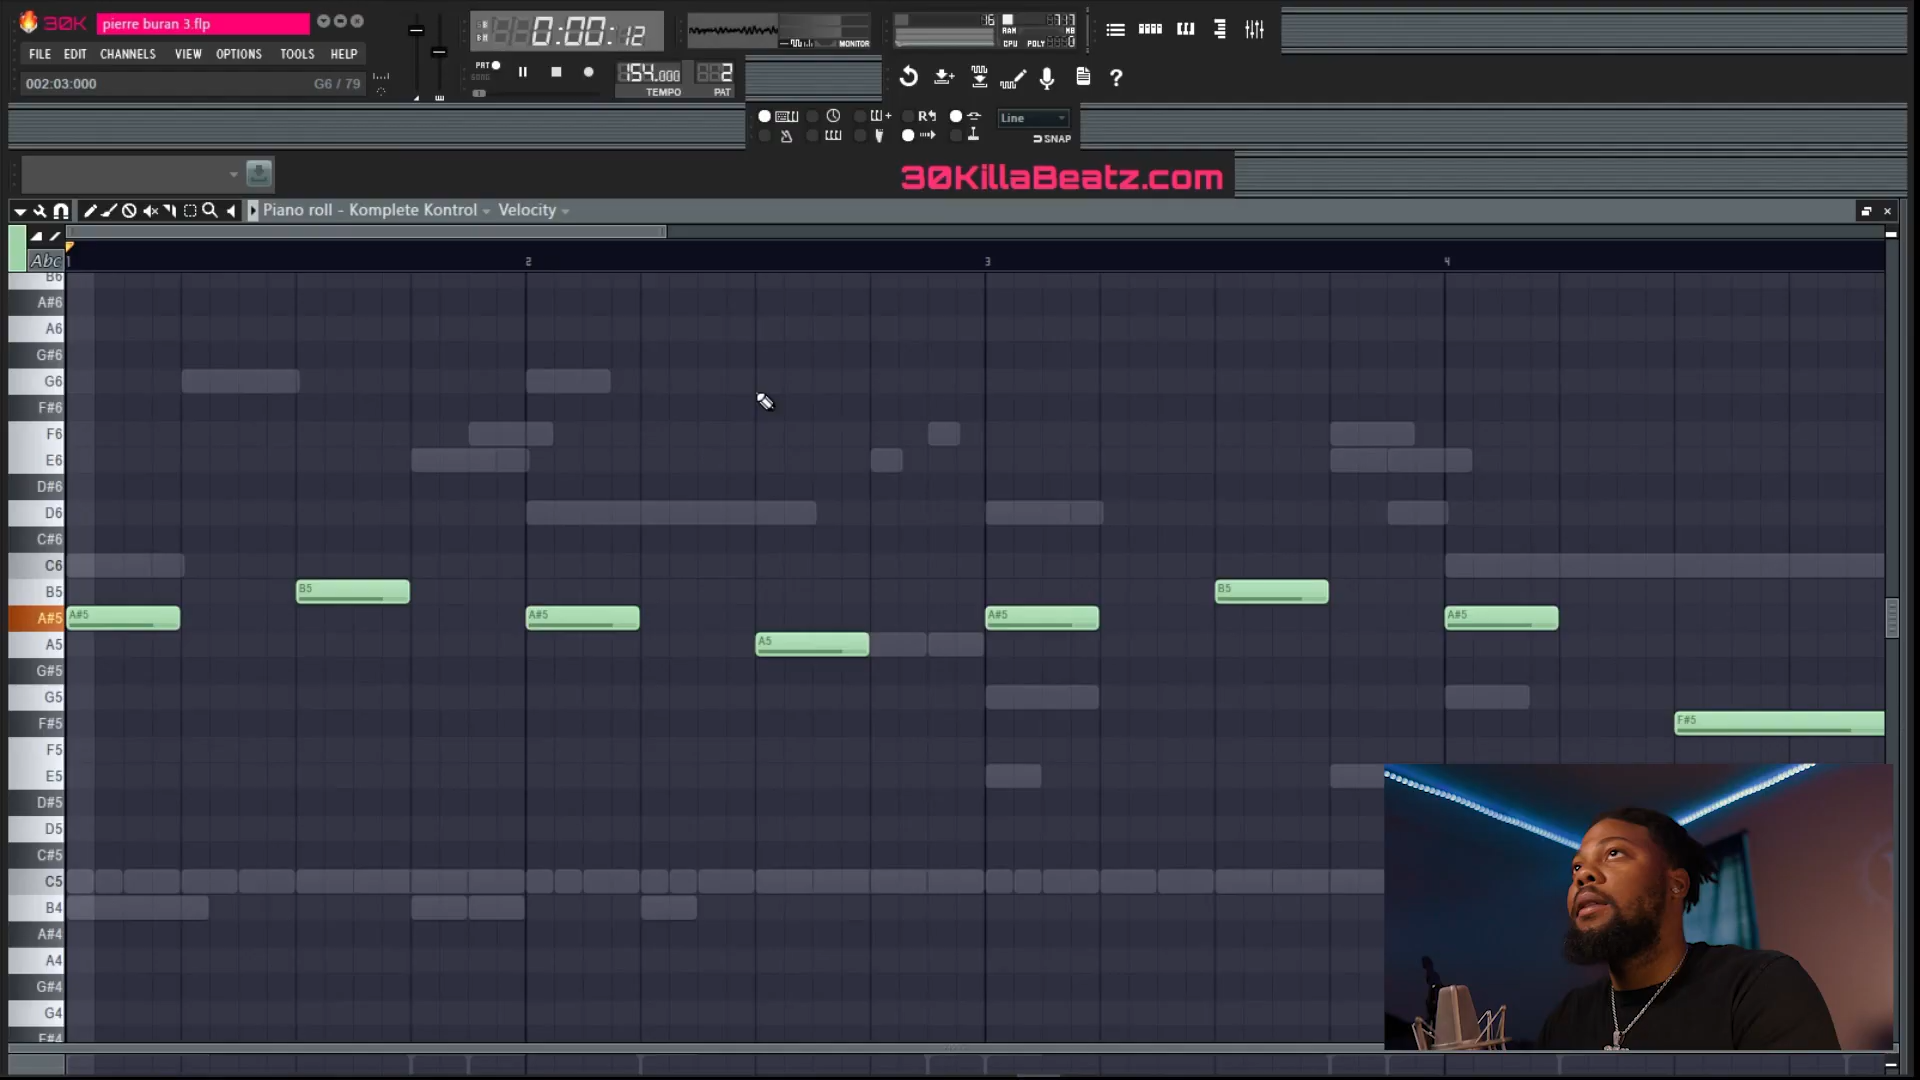 30K pierre buran 3.flp
FILE EDIT CHANNELS VIEW OPTIONS TOOLS HELP
002:03:000 G6 / 79
0:00:12
MONITOR
16 717
RAM MB
CPU POLY 0
PAT
SONG
154.000 2
TEMPO PAT
Line
SNAP
30KillaBeatz.com
Piano roll - Komplete Kontrol Velocity
Abc 1 2 3 4
B6
A#6
A6
G#6
G6
F#6
F6
E6
D#6
D6
C#6
C6
B5 B5 B5
A#5 A#5 A#5 A#5 A#5
A5 A5
G#5
G5
F#5 F#5
F5
E5
D#5
D5
C#5
C5
B4
A#4
A4
G#4
G4
F#4